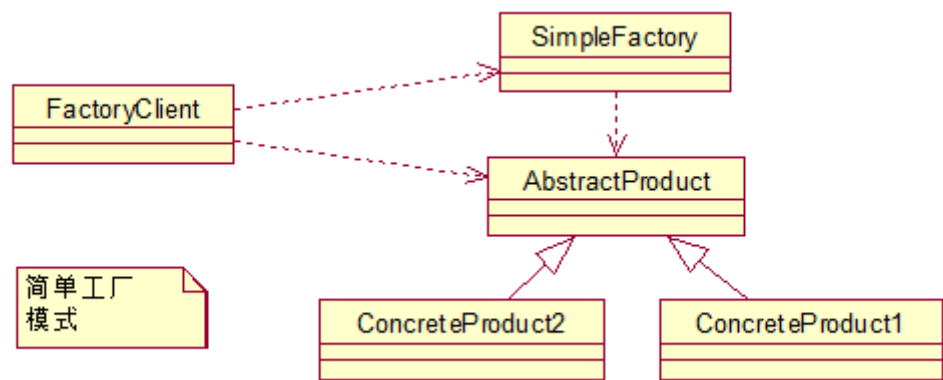 SimpleFactory
FactoryClient
AbstractProduct
简单工厂
模式
ConcreteProduct2
ConcreteProduct1